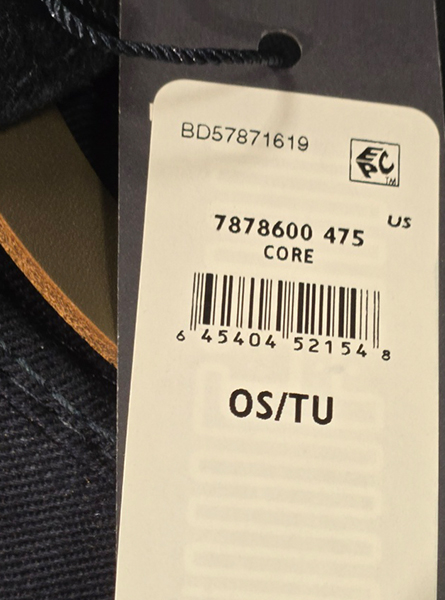 BD57871619
EPC TM
US
7878600 475
CORE
6 45404 52154 8
OS/TU